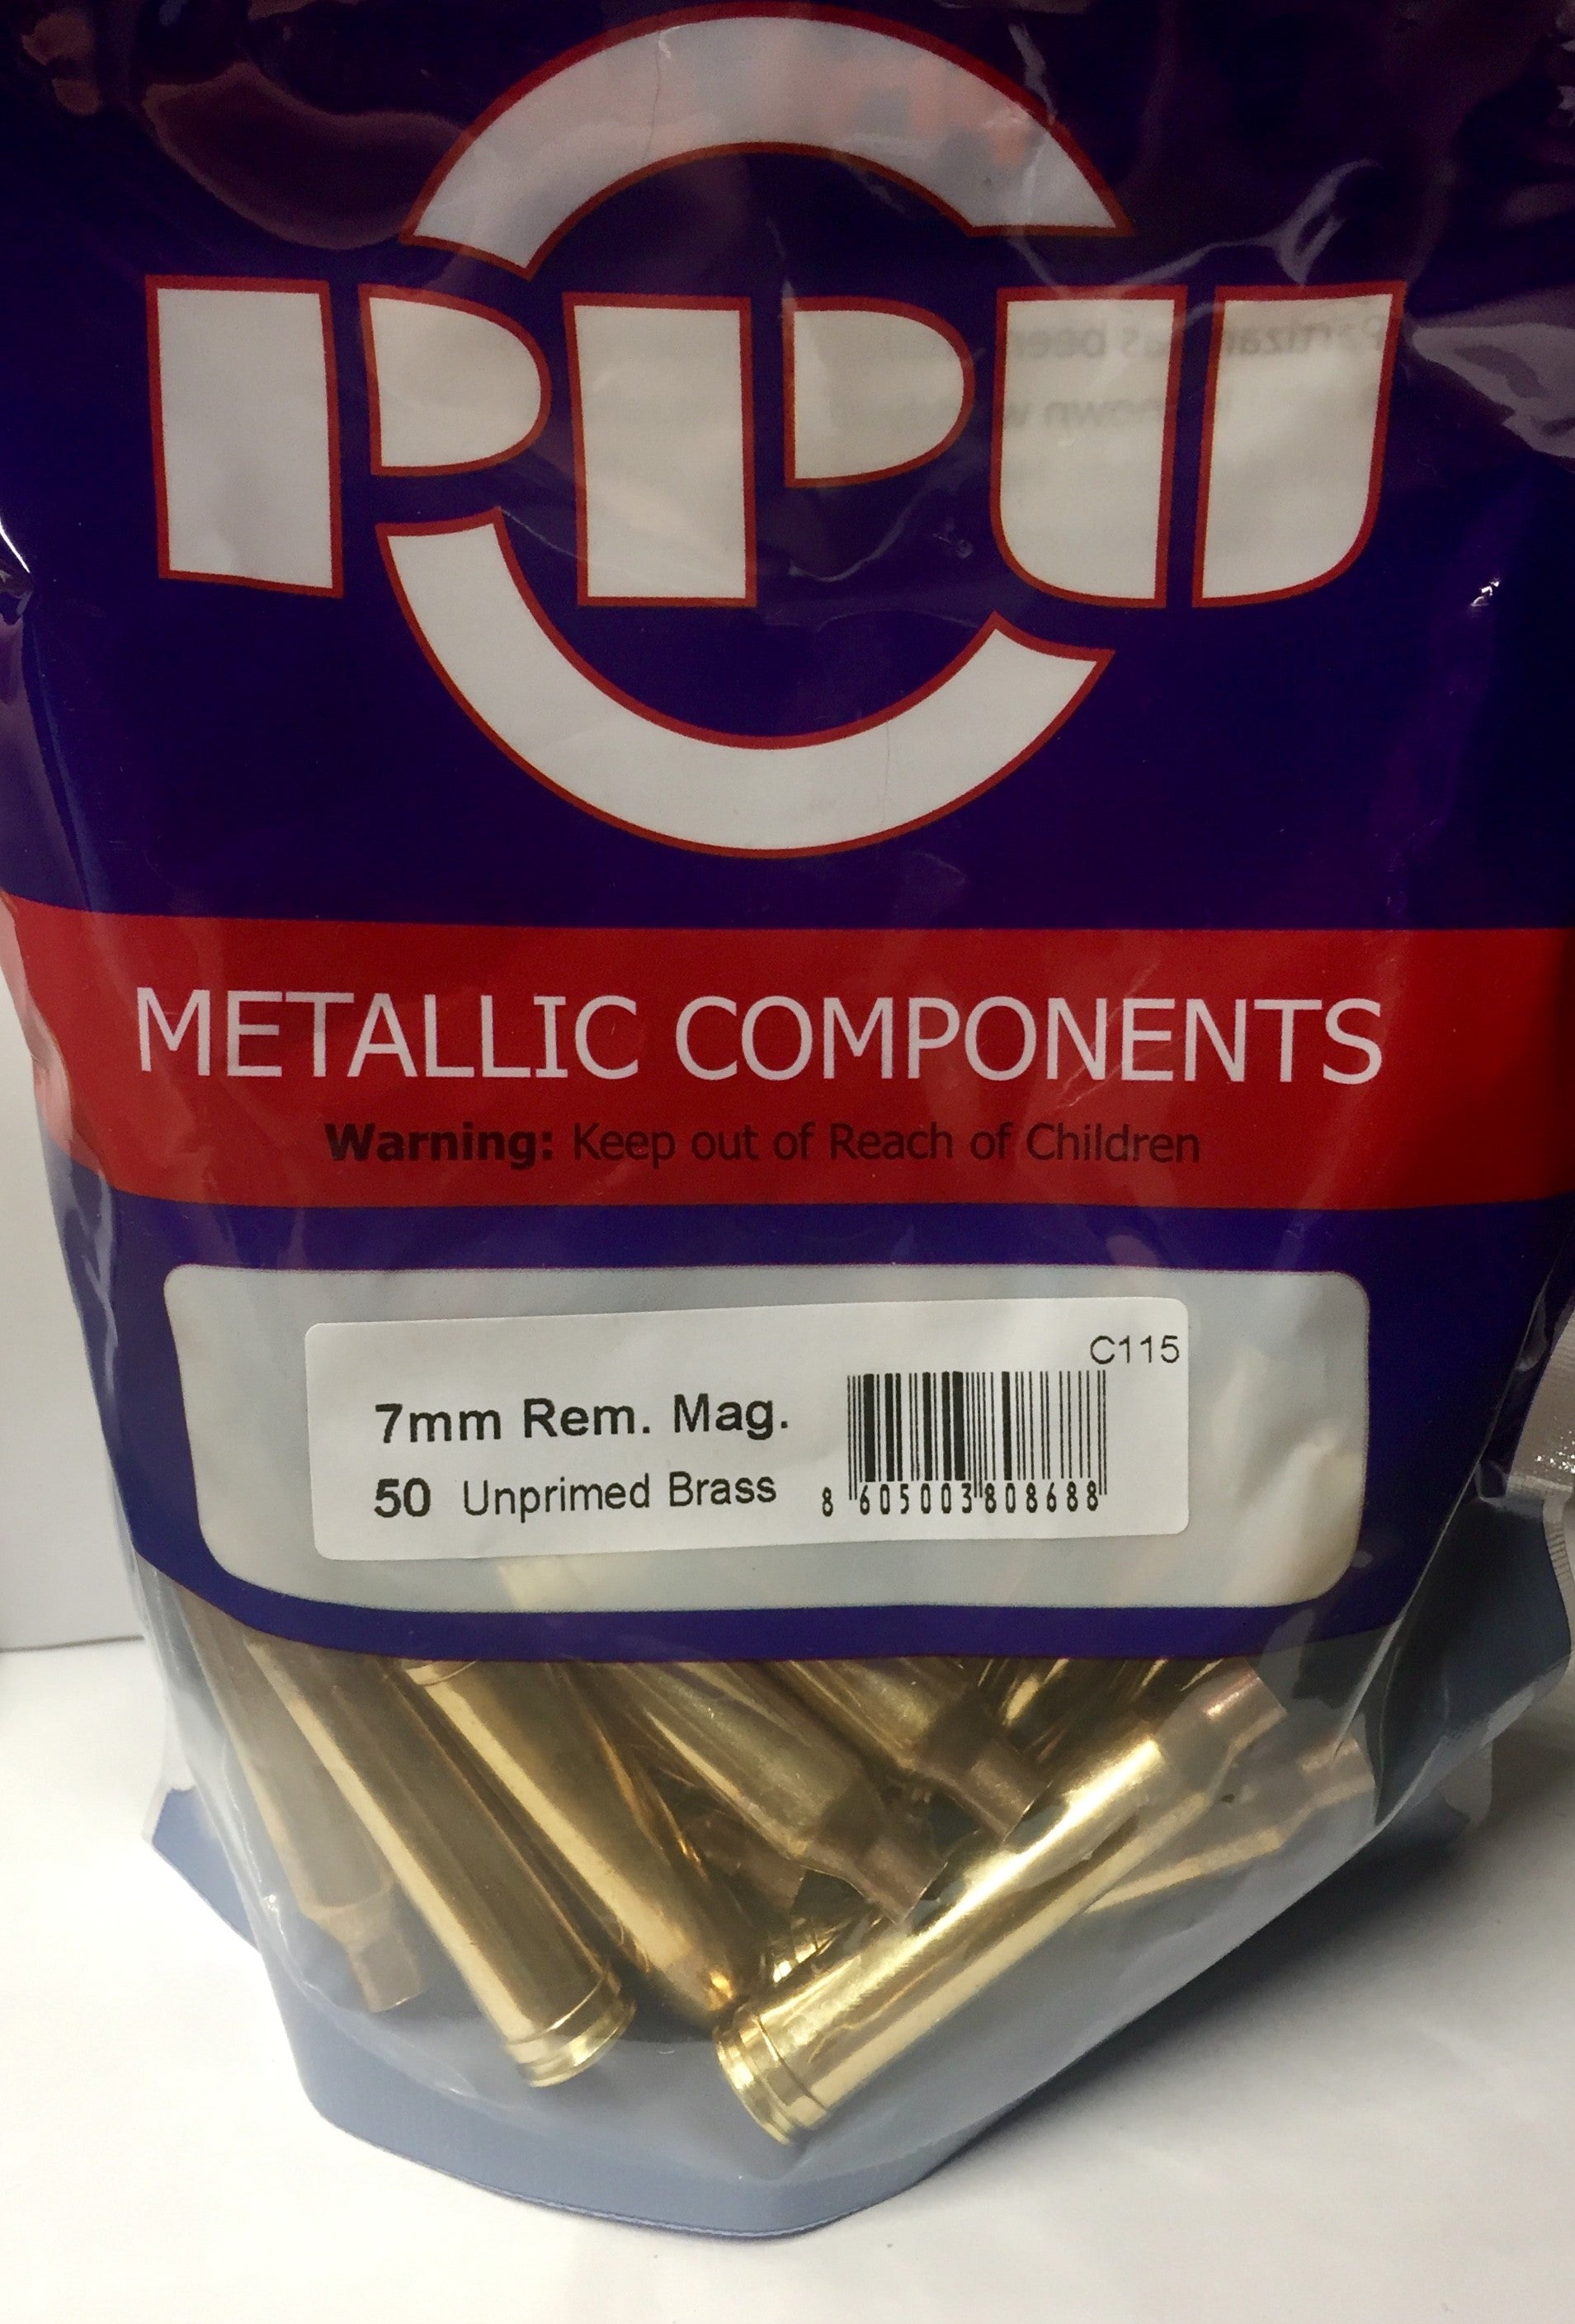 PPU
METALLIC COMPONENTS
Warning: Keep out of Reach of Children
C115
7mm Rem. Mag.
50 Unprimed Brass
8 605003 808688